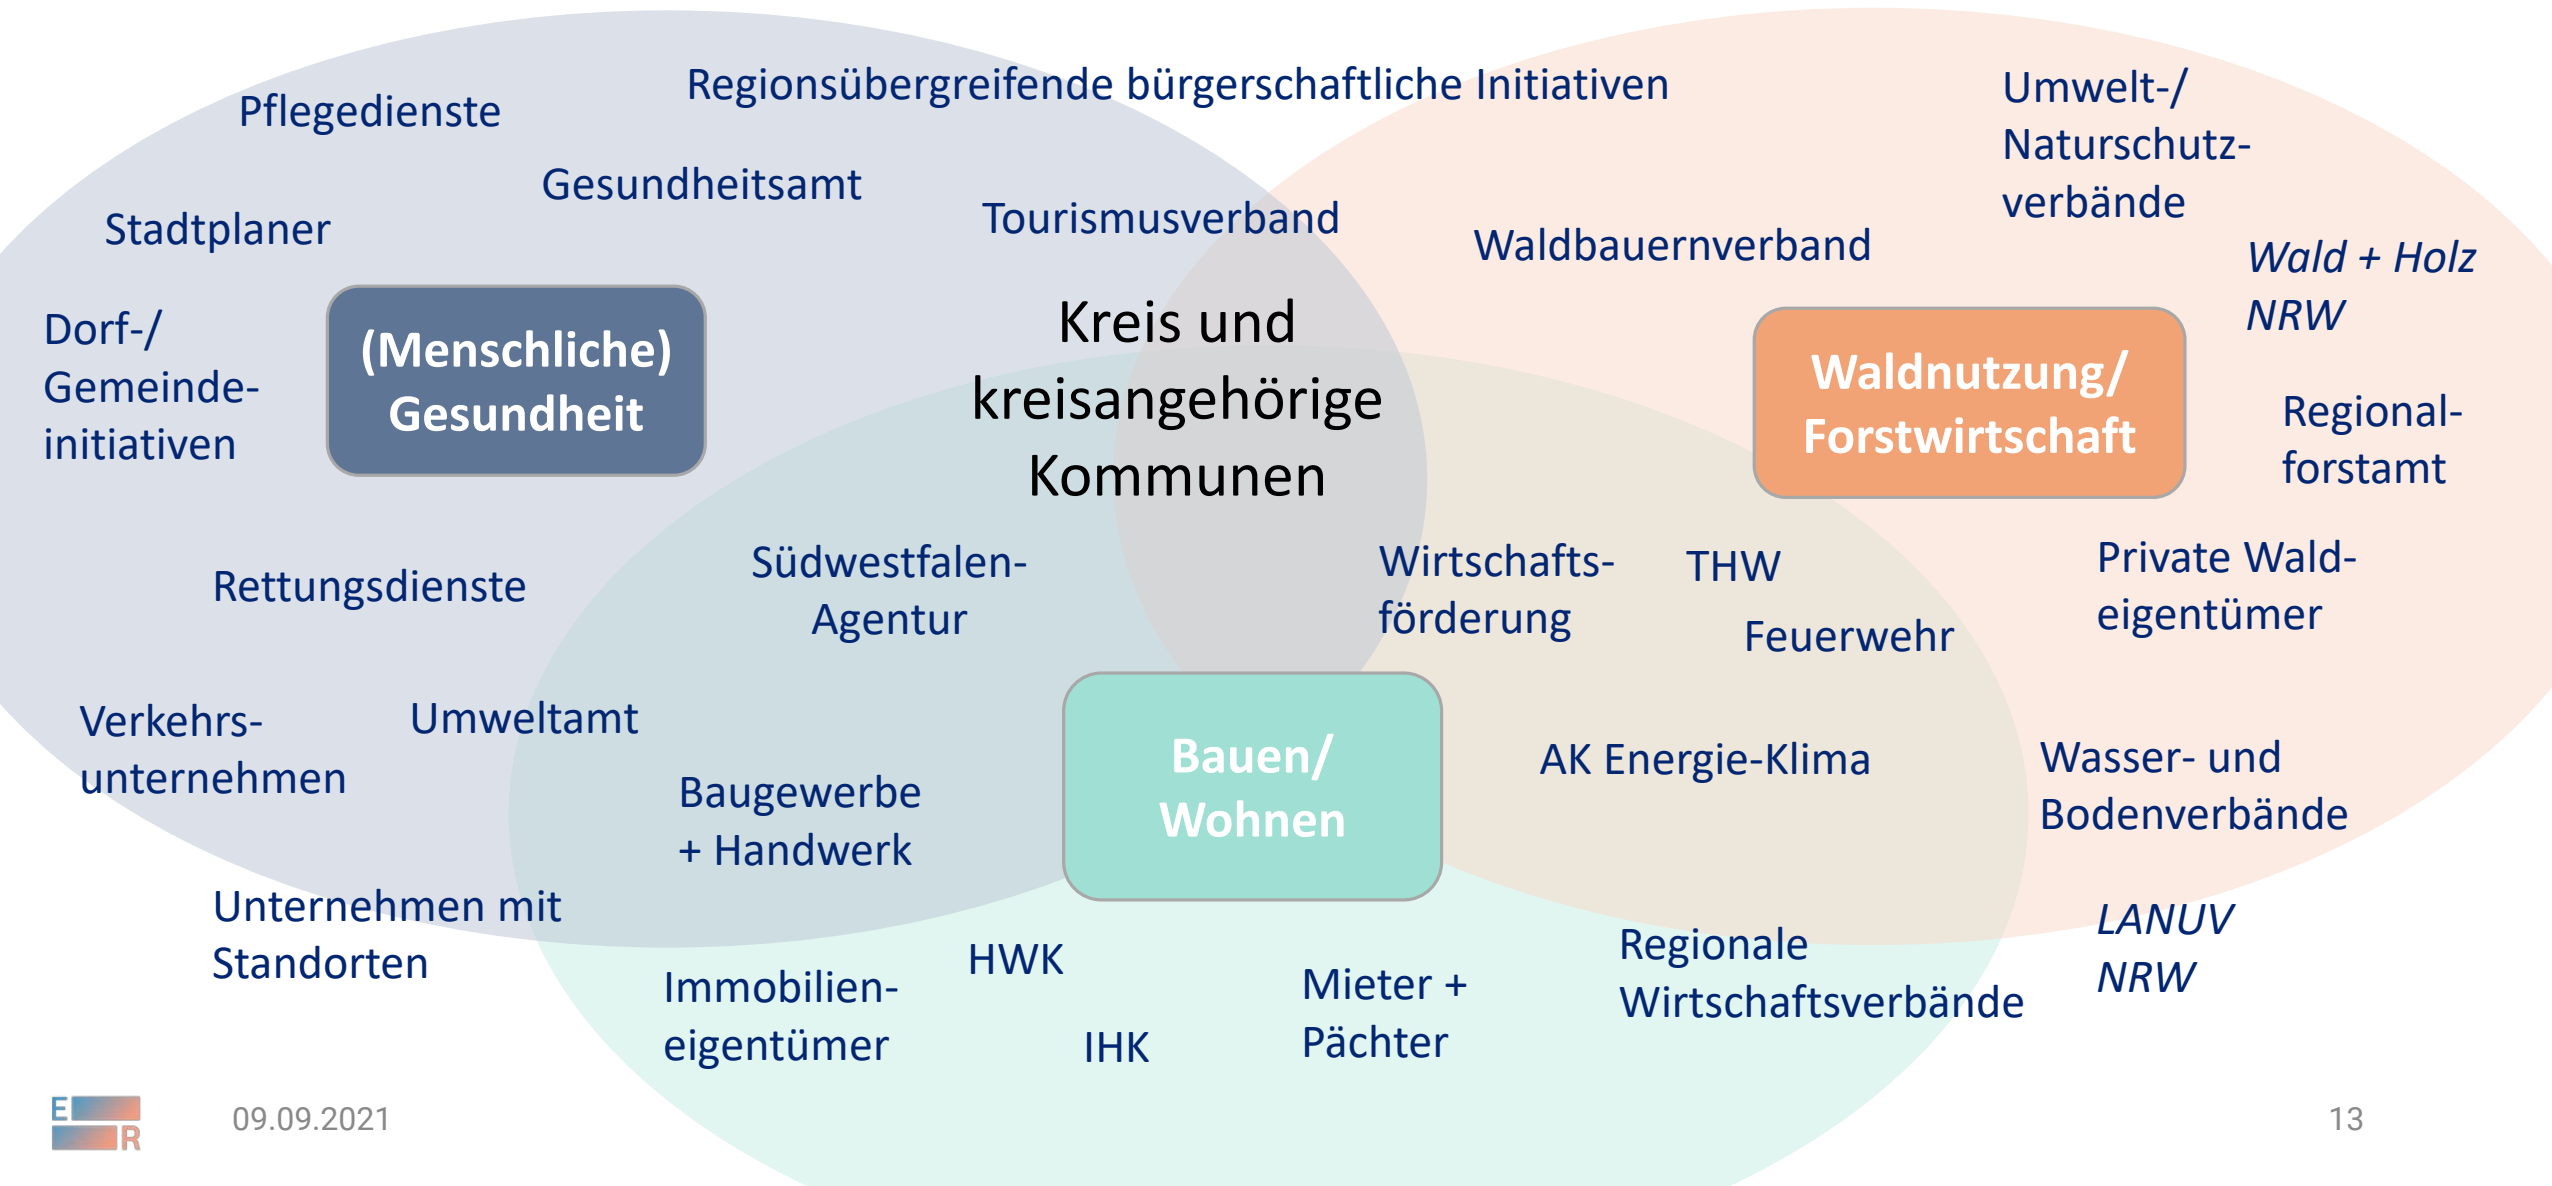 Regionsübergreifende bürgerschaftliche Initiativen
Pflegedienste
Gesundheitsamt
Stadtplaner
Tourismusverband
Dorf-/
Gemeinde-
initiativen
(Menschliche)
Gesundheit
Kreis und
kreisangehörige
Kommunen
Waldbauernverband
Umwelt-/
Naturschutz-
verbände
Wald + Holz
NRW
Waldnutzung/
Forstwirtschaft
Regional-
forstamt
Rettungsdienste
Südwestfalen-
Agentur
Wirtschafts-
förderung
THW
Feuerwehr
Private Wald-
eigentümer
Verkehrs-
unternehmen
Umweltamt
Baugewerbe
+ Handwerk
Bauen/
Wohnen
AK Energie-Klima
Wasser- und
Bodenverbände
Unternehmen mit
Standorten
Immobilien-
eigentümer
HWK
IHK
Mieter +
Pächter
Regionale
Wirtschaftsverbände
LANUV
NRW
E
R
09.09.2021
13